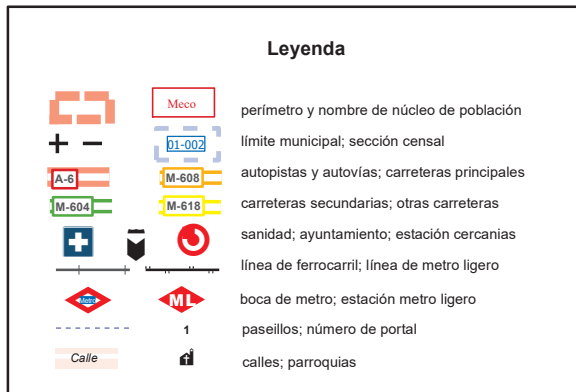 Leyenda
Meco perímetro y nombre de núcleo de población
01-002 límite municipal; sección censal
A-6 M-608 autopistas y autovías; carreteras principales
M-604 M-618 carreteras secundarias; otras carreteras
sanidad; ayuntamiento; estación cercanias
línea de ferrocarril; línea de metro ligero
Metro ML boca de metro; estación metro ligero
1 paseillos; número de portal
Calle calles; parroquias